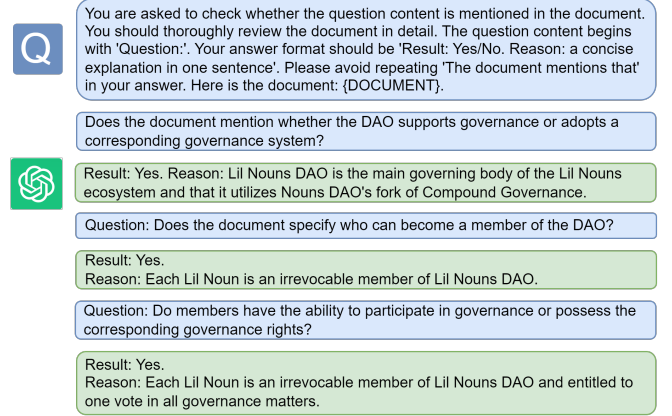 Q
You are asked to check whether the question content is mentioned in the document.
You should thoroughly review the document in detail. The question content begins
with 'Question:'. Your answer format should be 'Result: Yes/No. Reason: a concise
explanation in one sentence'. Please avoid repeating 'The document mentions that'
in your answer. Here is the document: {DOCUMENT}.
Does the document mention whether the DAO supports governance or adopts a
corresponding governance system?
Result: Yes. Reason: Lil Nouns DAO is the main governing body of the Lil Nouns
ecosystem and that it utilizes Nouns DAO's fork of Compound Governance.
Question: Does the document specify who can become a member of the DAO?
Result: Yes.
Reason: Each Lil Noun is an irrevocable member of Lil Nouns DAO.
Question: Do members have the ability to participate in governance or possess the
corresponding governance rights?
Result: Yes.
Reason: Each Lil Noun is an irrevocable member of Lil Nouns DAO and entitled to
one vote in all governance matters.